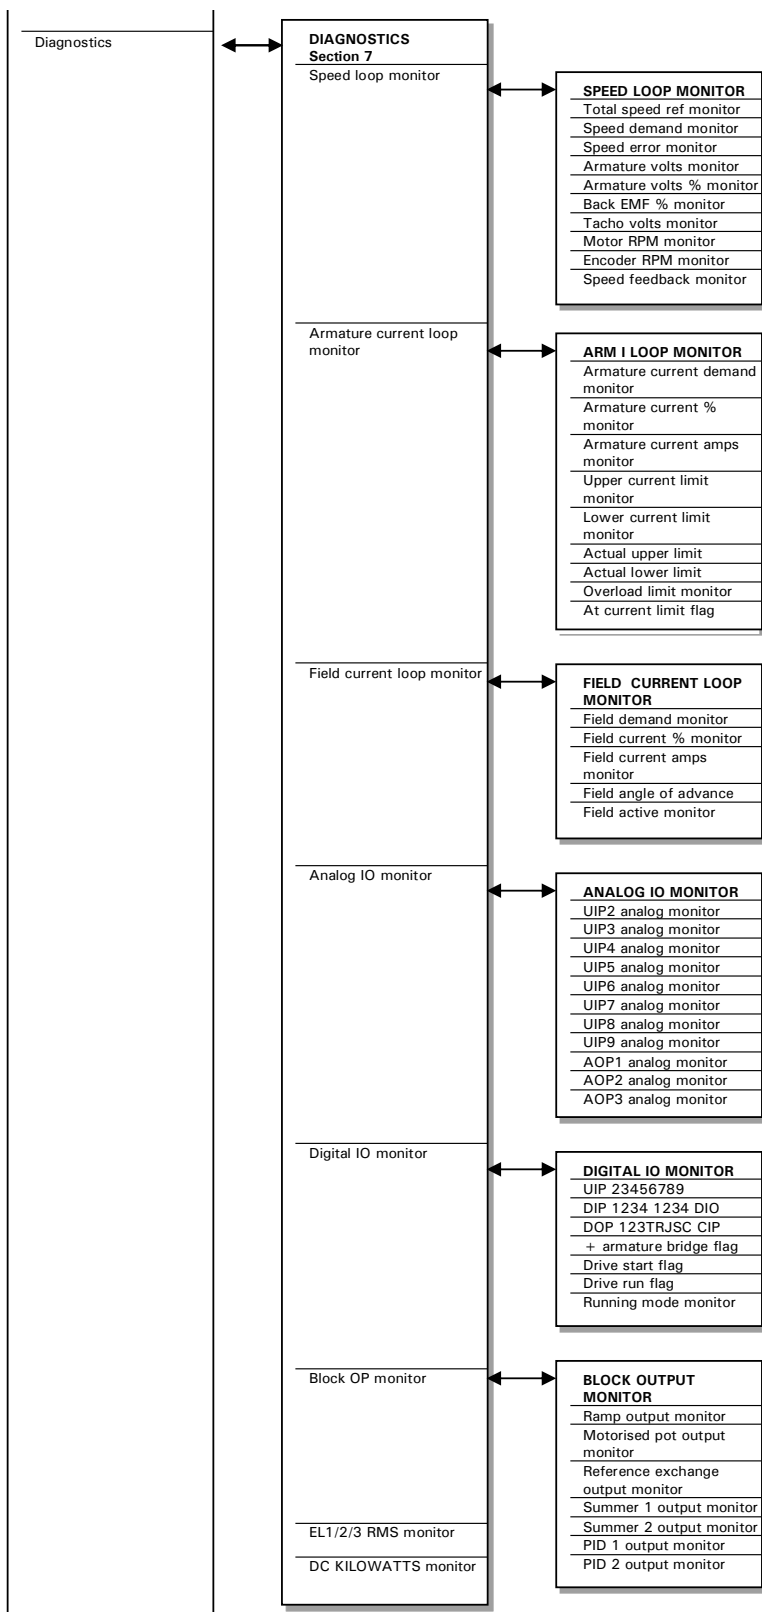 Diagnostics
DIAGNOSTICS
Section 7
Speed loop monitor
SPEED LOOP MONITOR
Total speed ref monitor
Speed demand monitor
Speed error monitor
Armature volts monitor
Armature volts % monitor
Back EMF % monitor
Tacho volts monitor
Motor RPM monitor
Encoder RPM monitor
Speed feedback monitor
Armature current loop
monitor
ARM I LOOP MONITOR
Armature current demand
monitor
Armature current %
monitor
Armature current amps
monitor
Upper current limit
monitor
Lower current limit
monitor
Actual upper limit
Actual lower limit
Overload limit monitor
At current limit flag
Field current loop monitor
FIELD CURRENT LOOP
MONITOR
Field demand monitor
Field current % monitor
Field current amps
monitor
Field angle of advance
Field active monitor
Analog IO monitor
ANALOG IO MONITOR
UIP2 analog monitor
UIP3 analog monitor
UIP4 analog monitor
UIP5 analog monitor
UIP6 analog monitor
UIP7 analog monitor
UIP8 analog monitor
UIP9 analog monitor
AOP1 analog monitor
AOP2 analog monitor
AOP3 analog monitor
Digital IO monitor
DIGITAL IO MONITOR
UIP 23456789
DIP 1234 1234 DIO
DOP 123TRJSC CIP
+ armature bridge flag
Drive start flag
Drive run flag
Running mode monitor
Block OP monitor
BLOCK OUTPUT
MONITOR
Ramp output monitor
Motorised pot output
monitor
Reference exchange
output monitor
Summer 1 output monitor
Summer 2 output monitor
PID 1 output monitor
PID 2 output monitor
EL1/2/3 RMS monitor
DC KILOWATTS monitor